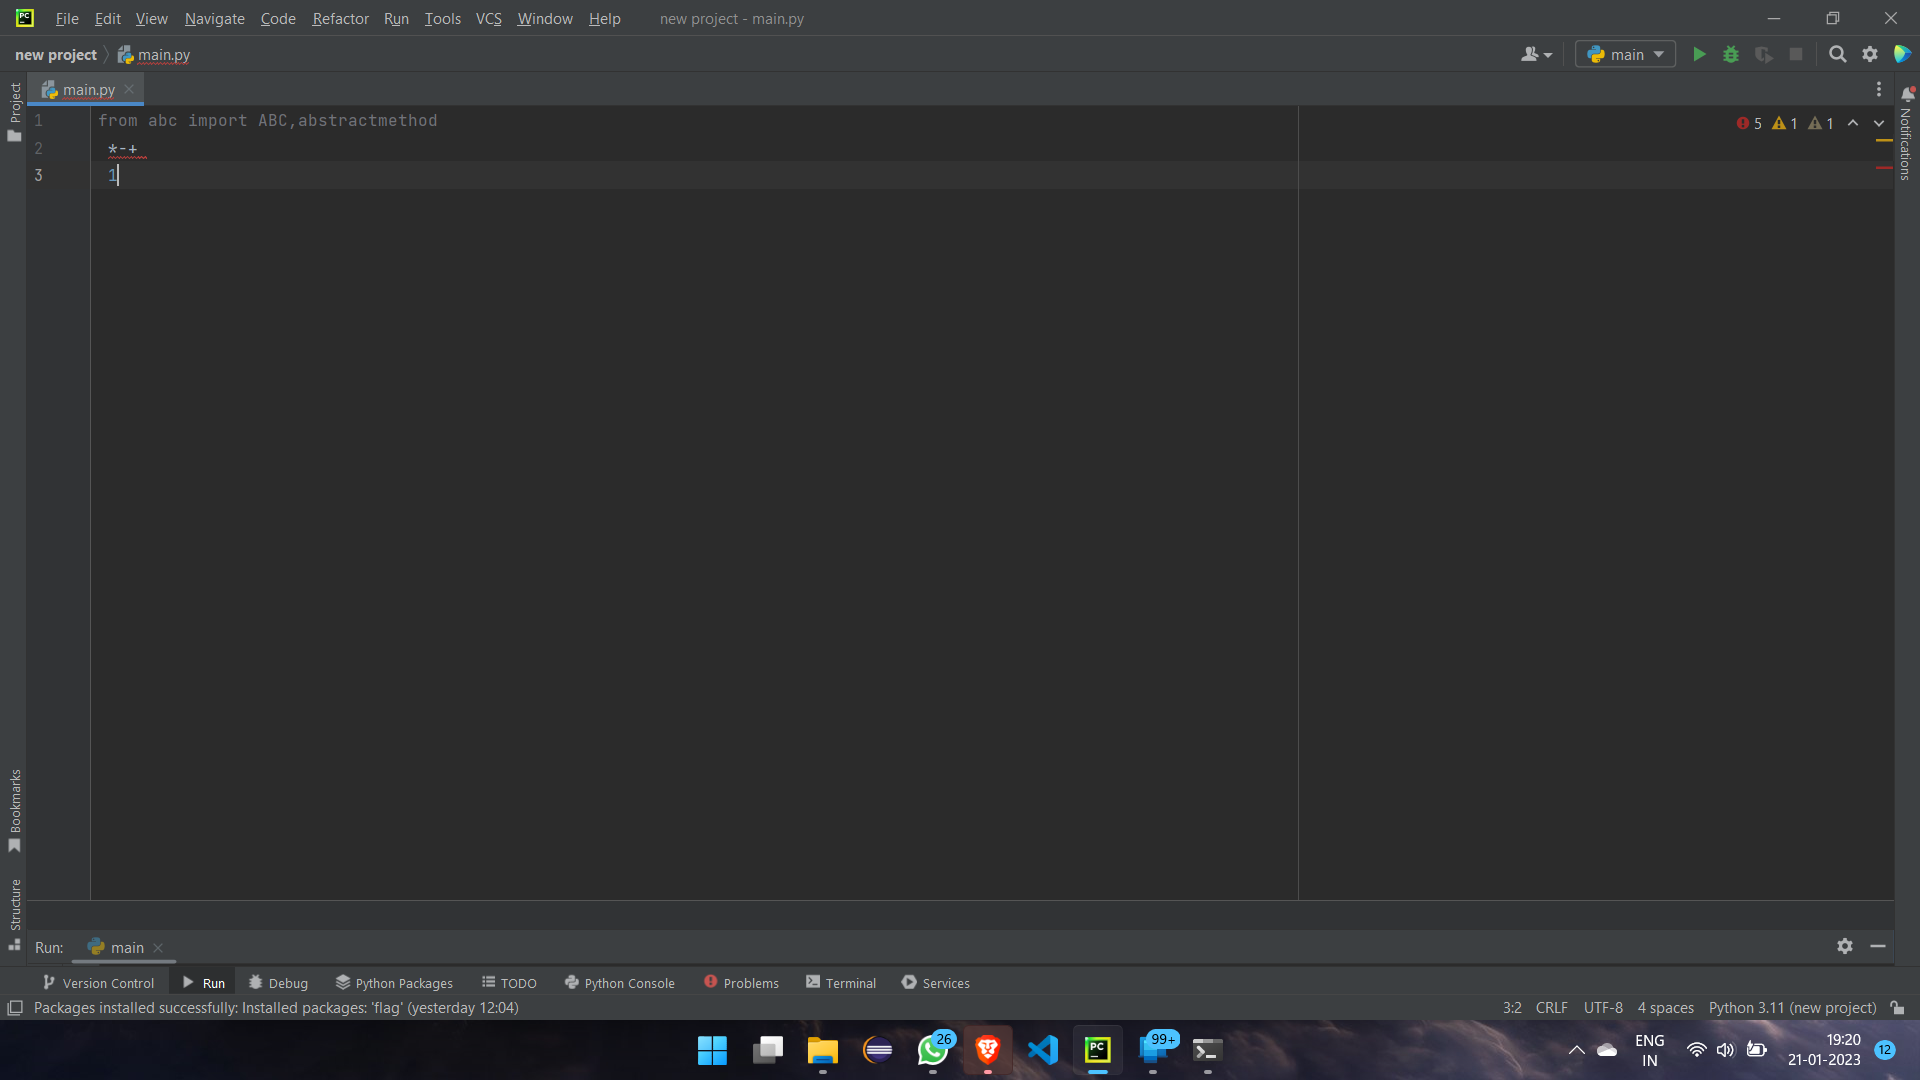 PC File Edit View Navigate Code Refactor Run Tools VCS Window Help new project - main.py
new project main.py main
Project main.py
1 from abc import ABC,abstractmethod 5 1 1
2 *-+
3 1
Notifications
Bookmarks
Structure
Run: main
Version Control Run Debug Python Packages TODO Python Console Problems Terminal Services
Packages installed successfully: Installed packages: 'flag' (yesterday 12:04) 3:2 CRLF UTF-8 4 spaces Python 3.11 (new project)
26 PC 99+ ENG 19:20
IN 21-01-2023 12